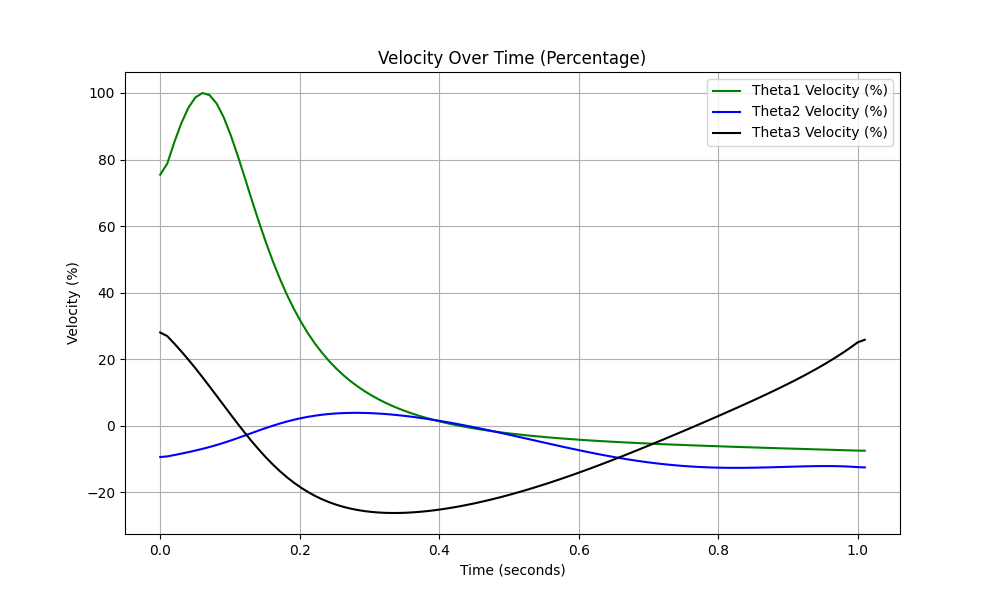 Velocity Over Time (Percentage)
Theta1 Velocity (%)
Theta2 Velocity (%)
Theta3 Velocity (%)
Velocity (%)
100
80
60
40
20
0
−20
0.0 0.2 0.4 0.6 0.8 1.0
Time (seconds)